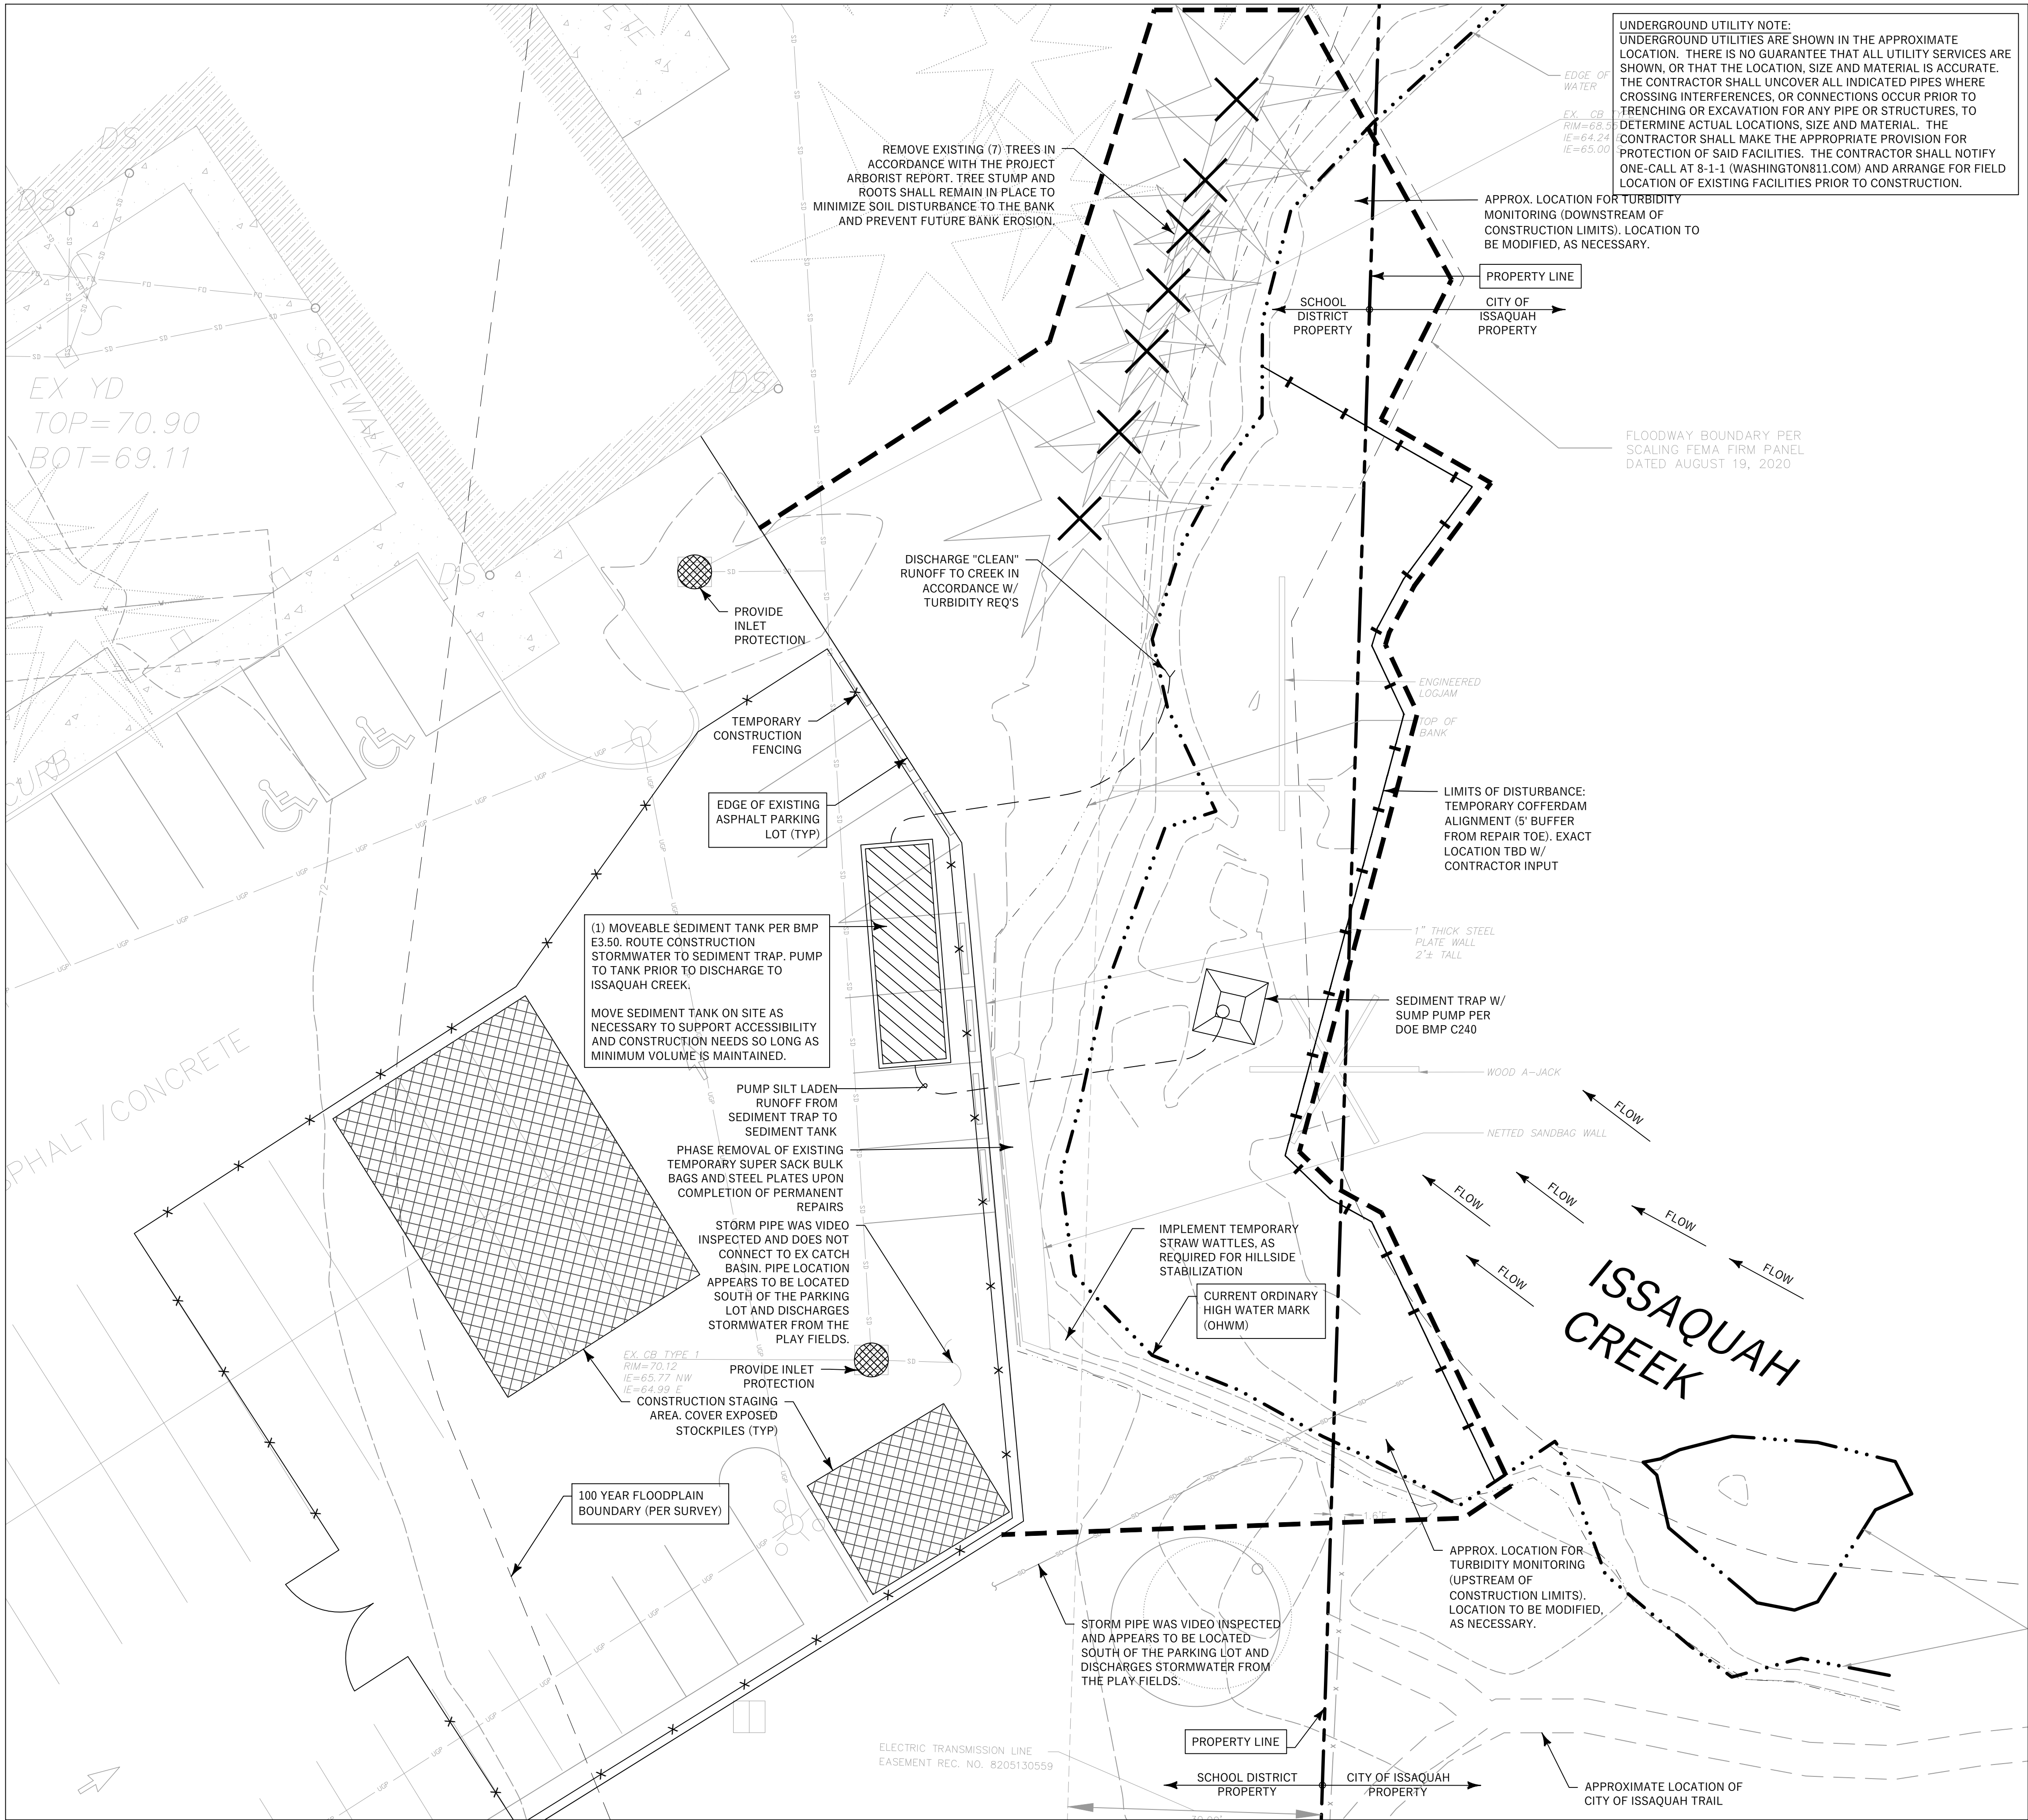 UNDERGROUND UTILITY NOTE:
UNDERGROUND UTILITIES ARE SHOWN IN THE APPROXIMATE
LOCATION. THERE IS NO GUARANTEE THAT ALL UTILITY SERVICES ARE
SHOWN, OR THAT THE LOCATION, SIZE AND MATERIAL IS ACCURATE.
THE CONTRACTOR SHALL UNCOVER ALL INDICATED PIPES WHERE
CROSSING INTERFERENCES, OR CONNECTIONS OCCUR PRIOR TO
TRENCHING OR EXCAVATION FOR ANY PIPE OR STRUCTURES, TO
DETERMINE ACTUAL LOCATIONS, SIZE AND MATERIAL. THE
CONTRACTOR SHALL MAKE THE APPROPRIATE PROVISION FOR
PROTECTION OF SAID FACILITIES. THE CONTRACTOR SHALL NOTIFY
ONE-CALL AT 8-1-1 (WASHINGTON811.COM) AND ARRANGE FOR FIELD
LOCATION OF EXISTING FACILITIES PRIOR TO CONSTRUCTION.
EDGE OF
WATER
EX. CB
RIM=68.55
IE=64.24
IE=65.00
REMOVE EXISTING (7) TREES IN
ACCORDANCE WITH THE PROJECT
ARBORIST REPORT. TREE STUMP AND
ROOTS SHALL REMAIN IN PLACE TO
MINIMIZE SOIL DISTURBANCE TO THE BANK
AND PREVENT FUTURE BANK EROSION.
APPROX. LOCATION FOR TURBIDITY
MONITORING (DOWNSTREAM OF
CONSTRUCTION LIMITS). LOCATION TO
BE MODIFIED, AS NECESSARY.
PROPERTY LINE
SCHOOL
DISTRICT
PROPERTY
CITY OF
ISSAQUAH
PROPERTY
DS
DS
DS
DS
SIDEWALK
EX YD
TOP=70.90
BOT=69.11
FLOODWAY BOUNDARY PER
SCALING FEMA FIRM PANEL
DATED AUGUST 19, 2020
DISCHARGE "CLEAN"
RUNOFF TO CREEK IN
ACCORDANCE W/
TURBIDITY REQ'S
PROVIDE
INLET
PROTECTION
ENGINEERED
LOGJAM
TOP OF
BANK
TEMPORARY
CONSTRUCTION
FENCING
CURB
EDGE OF EXISTING
ASPHALT PARKING
LOT (TYP)
LIMITS OF DISTURBANCE:
TEMPORARY COFFERDAM
ALIGNMENT (5' BUFFER
FROM REPAIR TOE). EXACT
LOCATION TBD W/
CONTRACTOR INPUT
72
(1) MOVEABLE SEDIMENT TANK PER BMP
E3.50. ROUTE CONSTRUCTION
STORMWATER TO SEDIMENT TRAP. PUMP
TO TANK PRIOR TO DISCHARGE TO
ISSAQUAH CREEK.
MOVE SEDIMENT TANK ON SITE AS
NECESSARY TO SUPPORT ACCESSIBILITY
AND CONSTRUCTION NEEDS SO LONG AS
MINIMUM VOLUME IS MAINTAINED.
1" THICK STEEL
PLATE WALL
2'± TALL
SEDIMENT TRAP W/
SUMP PUMP PER
DOE BMP C240
WOOD A-JACK
PHALT/CONCRETE
PUMP SILT LADEN
RUNOFF FROM
SEDIMENT TRAP TO
SEDIMENT TANK
NETTED SANDBAG WALL
PHASE REMOVAL OF EXISTING
TEMPORARY SUPER SACK BULK
BAGS AND STEEL PLATES UPON
COMPLETION OF PERMANENT
REPAIRS
FLOW
FLOW
FLOW
FLOW
FLOW
FLOW
STORM PIPE WAS VIDEO
INSPECTED AND DOES NOT
CONNECT TO EX CATCH
BASIN. PIPE LOCATION
APPEARS TO BE LOCATED
SOUTH OF THE PARKING
LOT AND DISCHARGES
STORMWATER FROM THE
PLAY FIELDS.
IMPLEMENT TEMPORARY
STRAW WATTLES, AS
REQUIRED FOR HILLSIDE
STABILIZATION
CURRENT ORDINARY
HIGH WATER MARK
(OHWM)
ISSAQUAH
CREEK
EX. CB TYPE 1
RIM=70.12
IE=65.77 NW
IE=64.99 E
PROVIDE INLET
PROTECTION
CONSTRUCTION STAGING
AREA. COVER EXPOSED
STOCKPILES (TYP)
100 YEAR FLOODPLAIN
BOUNDARY (PER SURVEY)
APPROX. LOCATION FOR
TURBIDITY MONITORING
(UPSTREAM OF
CONSTRUCTION LIMITS).
LOCATION TO BE MODIFIED,
AS NECESSARY.
STORM PIPE WAS VIDEO INSPECTED
AND APPEARS TO BE LOCATED
SOUTH OF THE PARKING LOT AND
DISCHARGES STORMWATER FROM
THE PLAY FIELDS.
PROPERTY LINE
ELECTRIC TRANSMISSION LINE
EASEMENT REC. NO. 8205130559
SCHOOL DISTRICT
PROPERTY
CITY OF ISSAQUAH
PROPERTY
APPROXIMATE LOCATION OF
CITY OF ISSAQUAH TRAIL